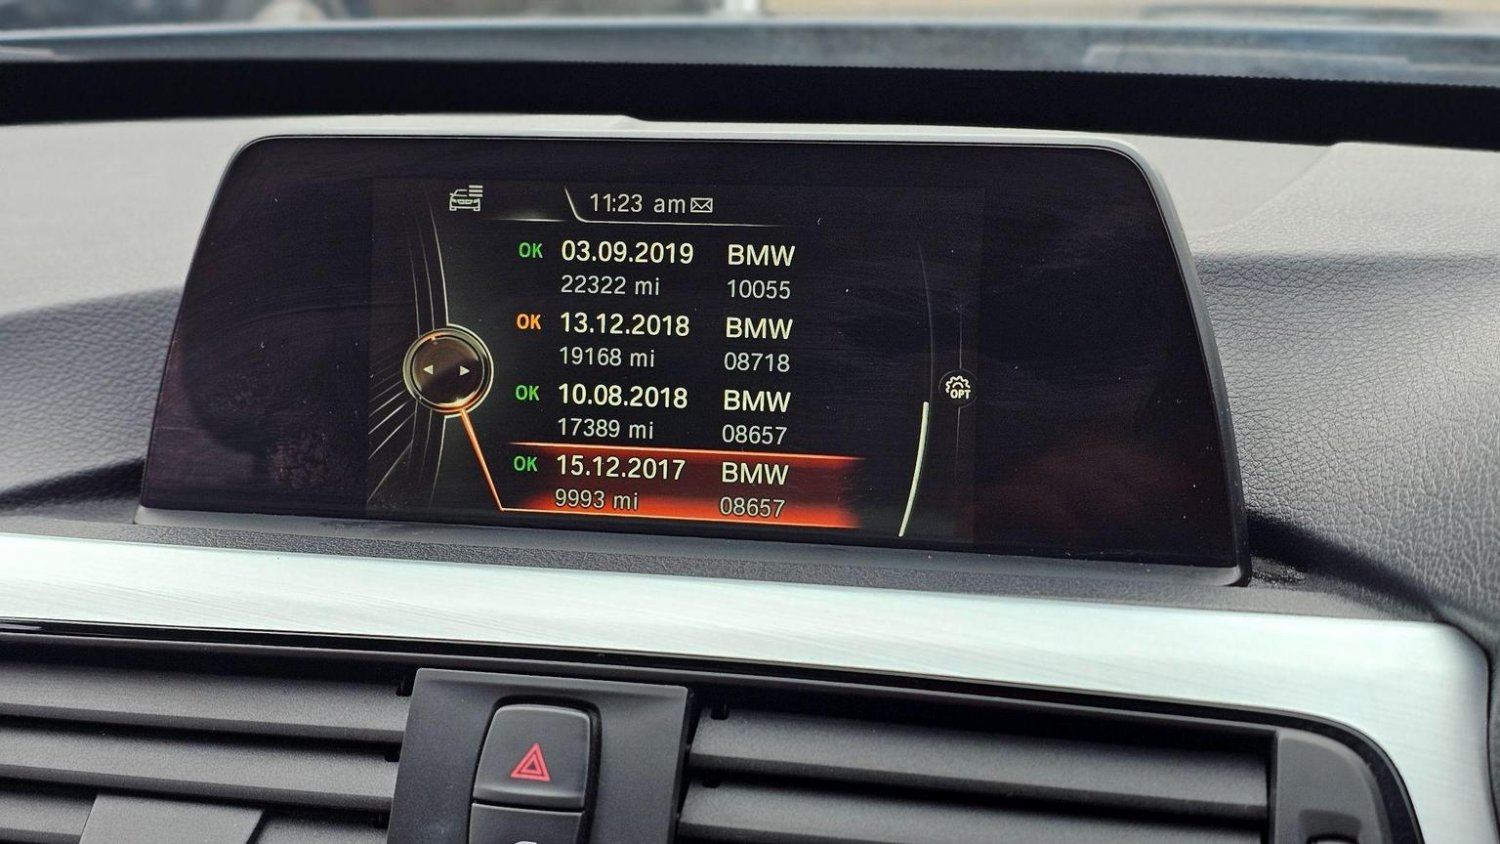 11:23 am
OK 03.09.2019 BMW
22322 mi 10055
OK 13.12.2018 BMW
19168 mi 08718
OK 10.08.2018 BMW
17389 mi 08657
OK 15.12.2017 BMW
9993 mi 08657
OPT